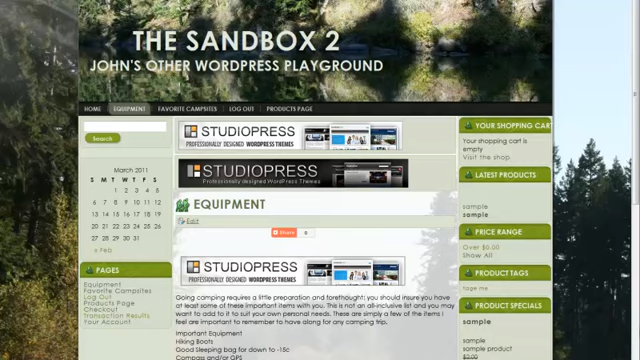 THE SANDBOX 2
JOHN'S OTHER WORDPRESS PLAYGROUND
HOME EQUIPMENT FAVORITE CAMPSITES LOG OUT PRODUCTS PAGE
Search
March 2011
S M T W T F S
1 2 3 4 5
6 7 8 9 10 11 12
13 14 15 16 17 18 19
20 21 22 23 24 25 26
27 28 29 30 31
« Feb
PAGES
Equipment
Favorite Campsites
Log Out
Products Page
Checkout
Transaction Results
Your Account
STUDIOPRESS
PROFESSIONALLY DESIGNED WORDPRESS THEMES
STUDIOPRESS
Professionally designed WordPress Themes
EQUIPMENT
Edit
Share 0
STUDIOPRESS
PROFESSIONALLY DESIGNED WORDPRESS THEMES
Going camping requires a little preparation and forethought; you should insure you have
at least some of these important items with you. This is not an all-inclusive list and you may
want to add to it to suit your own personal needs. These are simply a few of the items I
feel are important to remember to have along for any camping trip.
Important Equipment
Hiking Boots
Good Sleeping bag for down to -15c
Compass and/or GPS
YOUR SHOPPING CART
Your shopping cart is
empty
Visit the shop
LATEST PRODUCTS
sample
sample
PRICE RANGE
Over $0.00
Show All
PRODUCT TAGS
tage me
PRODUCT SPECIALS
sample
sample
sample product
$2.00